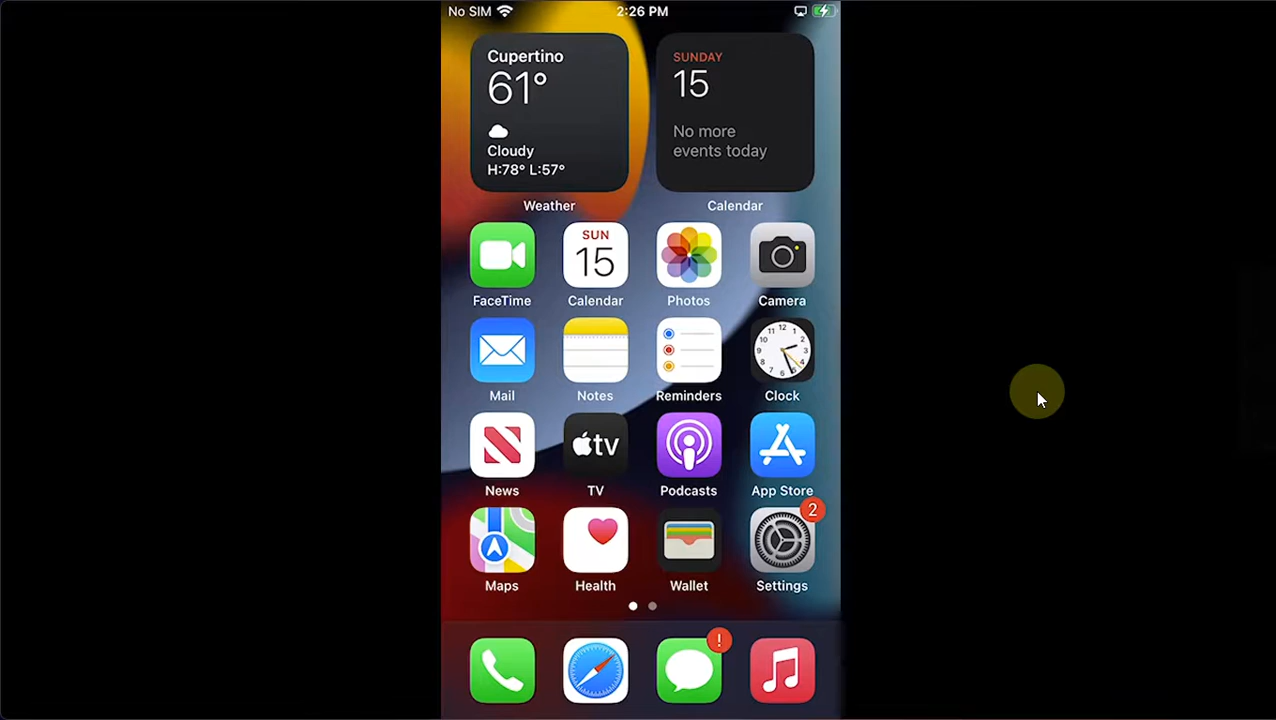 No SIM 2:26 PM
Cupertino
61°
Cloudy
H:78° L:57°
Weather
SUNDAY
15
No more
events today
Calendar
SUN
15
FaceTime Calendar Photos Camera
12
Mail Notes Reminders Clock
tv
News TV Podcasts App Store
2
Maps Health Wallet Settings
!